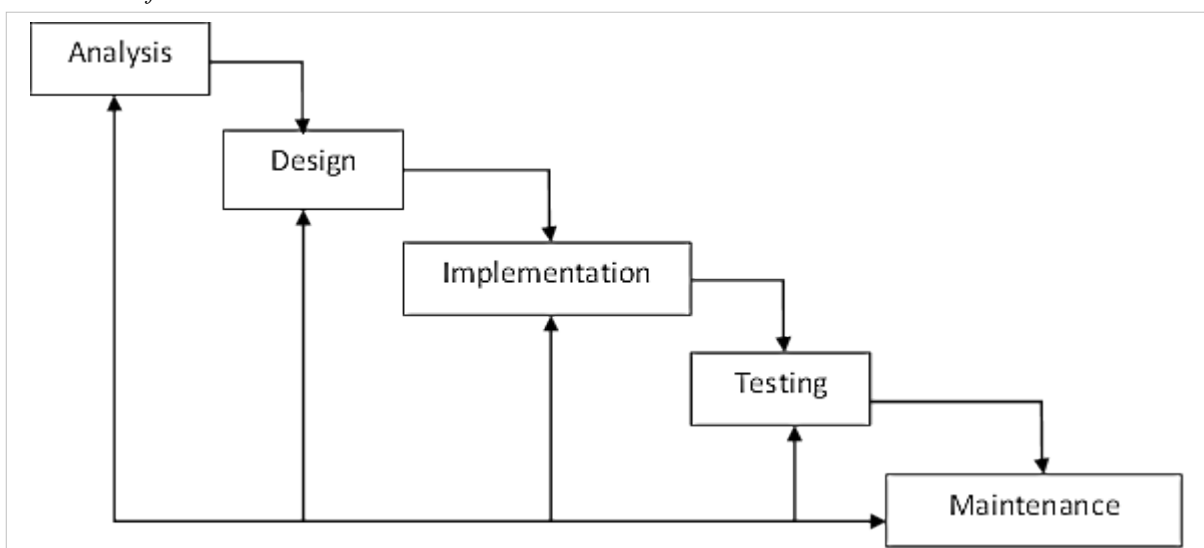 Analysis
Design
Implementation
Testing
Maintenance